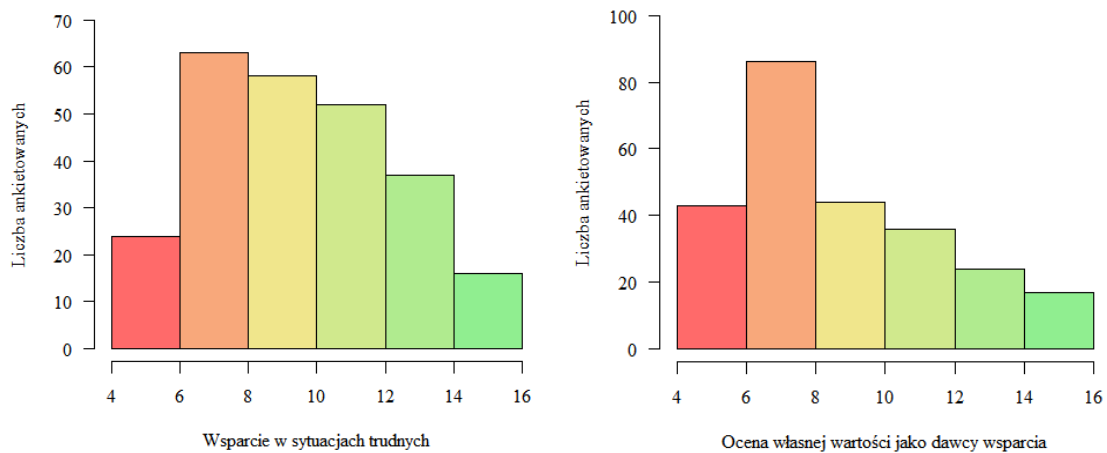 Liczba ankietowanych
70
60
50
40
30
20
10
0
4 6 8 10 12 14 16
Wsparcie w sytuacjach trudnych
Liczba ankietowanych
100
80
60
40
20
0
4 6 8 10 12 14 16
Ocena własnej wartości jako dawcy wsparcia